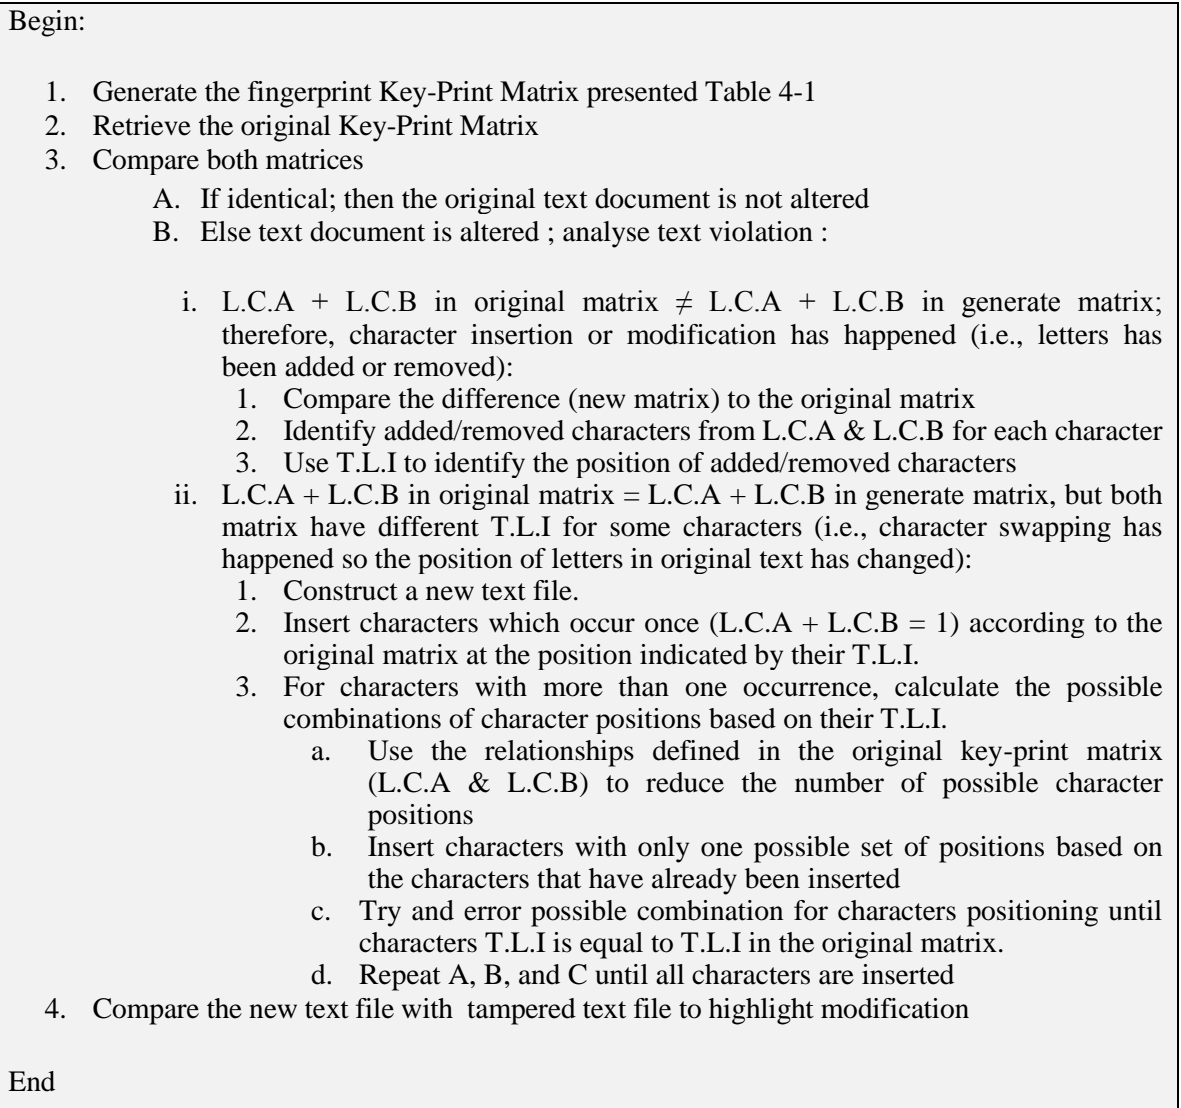 Begin:
1. Generate the fingerprint Key-Print Matrix presented Table 4-1
2. Retrieve the original Key-Print Matrix
3. Compare both matrices
A. If identical; then the original text document is not altered
B. Else text document is altered ; analyse text violation :
i. L.C.A + L.C.B in original matrix ≠ L.C.A + L.C.B in generate matrix;
therefore, character insertion or modification has happened (i.e., letters has
been added or removed):
1. Compare the difference (new matrix) to the original matrix
2. Identify added/removed characters from L.C.A & L.C.B for each character
3. Use T.L.I to identify the position of added/removed characters
ii. L.C.A + L.C.B in original matrix = L.C.A + L.C.B in generate matrix, but both
matrix have different T.L.I for some characters (i.e., character swapping has
happened so the position of letters in original text has changed):
1. Construct a new text file.
2. Insert characters which occur once (L.C.A + L.C.B = 1) according to the
original matrix at the position indicated by their T.L.I.
3. For characters with more than one occurrence, calculate the possible
combinations of character positions based on their T.L.I.
a. Use the relationships defined in the original key-print matrix
(L.C.A & L.C.B) to reduce the number of possible character
positions
b. Insert characters with only one possible set of positions based on
the characters that have already been inserted
c. Try and error possible combination for characters positioning until
characters T.L.I is equal to T.L.I in the original matrix.
d. Repeat A, B, and C until all characters are inserted
4. Compare the new text file with tampered text file to highlight modification
End